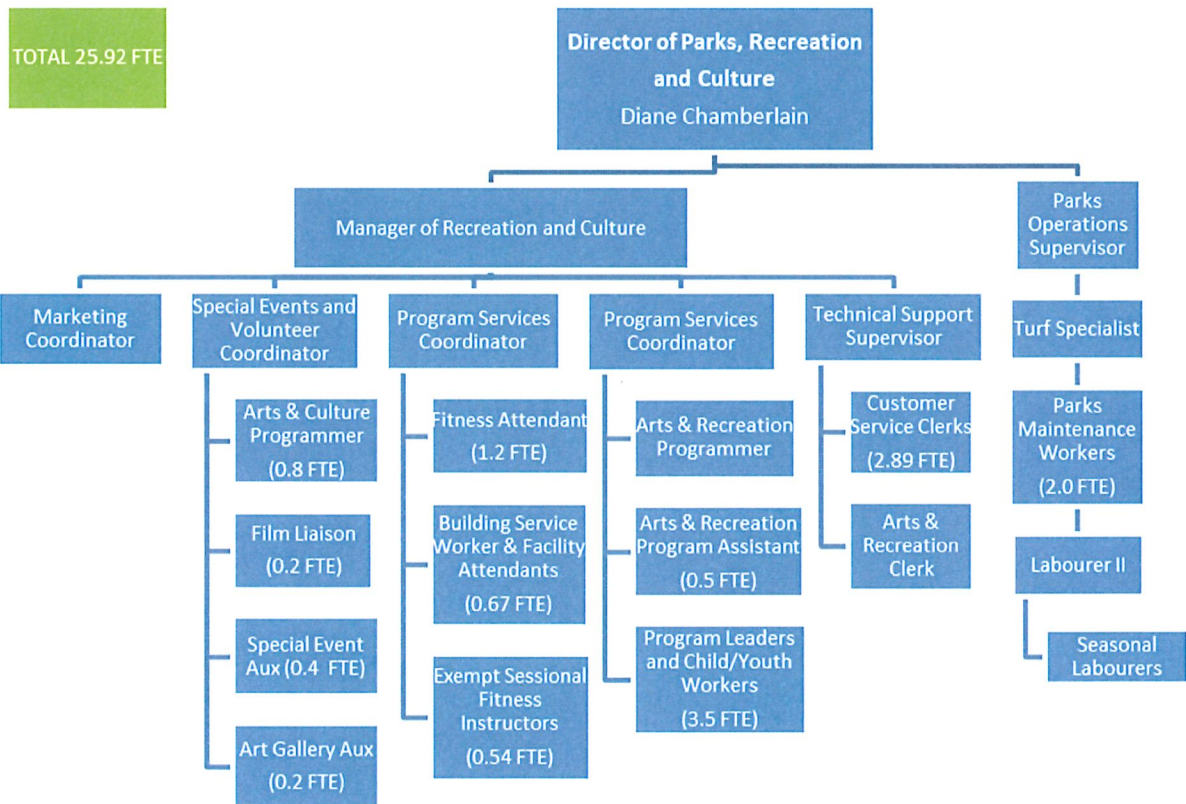 TOTAL 25.92 FTE
Director of Parks, Recreation
and Culture
Diane Chamberlain
Manager of Recreation and Culture
Parks
Operations
Supervisor
Marketing
Coordinator
Special Events and
Volunteer
Coordinator
Program Services
Coordinator
Program Services
Coordinator
Technical Support
Supervisor
Turf Specialist
Arts & Culture
Programmer
(0.8 FTE)
Film Liaison
(0.2 FTE)
Special Event
Aux (0.4 FTE)
Art Gallery Aux
(0.2 FTE)
Fitness Attendant
(1.2 FTE)
Building Service
Worker & Facility
Attendants
(0.67 FTE)
Exempt Sessional
Fitness
Instructors
(0.54 FTE)
Arts & Recreation
Programmer
Arts & Recreation
Program Assistant
(0.5 FTE)
Program Leaders
and Child/Youth
Workers
(3.5 FTE)
Customer
Service Clerks
(2.89 FTE)
Arts &
Recreation
Clerk
Parks
Maintenance
Workers
(2.0 FTE)
Labourer II
Seasonal
Labourers